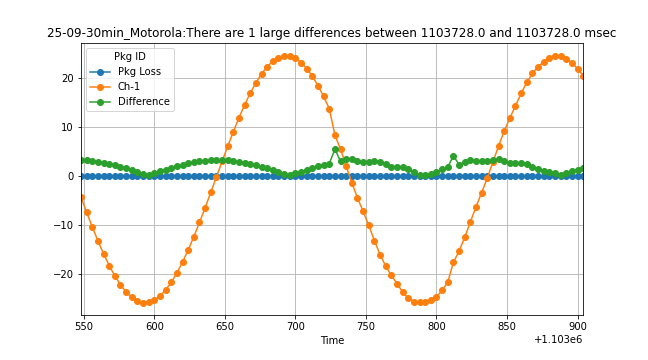 25-09-30min_Motorola:There are 1 large differences between 1103728.0 and 1103728.0 msec
Pkg ID
Pkg Loss
Ch-1
Difference
20
10
0
−10
−20
550 600 650 700 750 800 850 900
Time
+1.103e6